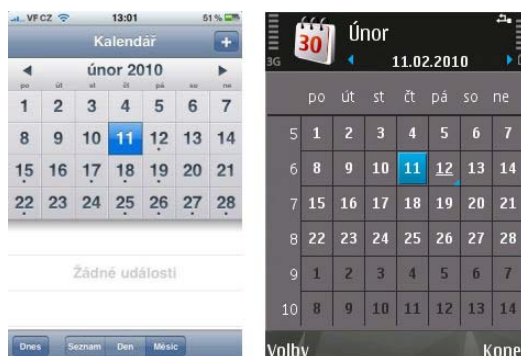 VF CZ 13:01 51 %
Kalendář +
únor 2010
po út st čt pá so ne
1 2 3 4 5 6 7
8 9 10 11 12 13 14
15 16 17 18 19 20 21
22 23 24 25 26 27 28
Žádné události
Dnes Seznam Den Měsíc
30 Únor
3G 11.02.2010
po út st čt pá so ne
5 1 2 3 4 5 6 7
6 8 9 10 11 12 13 14
7 15 16 17 18 19 20 21
8 22 23 24 25 26 27 28
9 1 2 3 4 5 6 7
10 8 9 10 11 12 13 14
Volby Kone